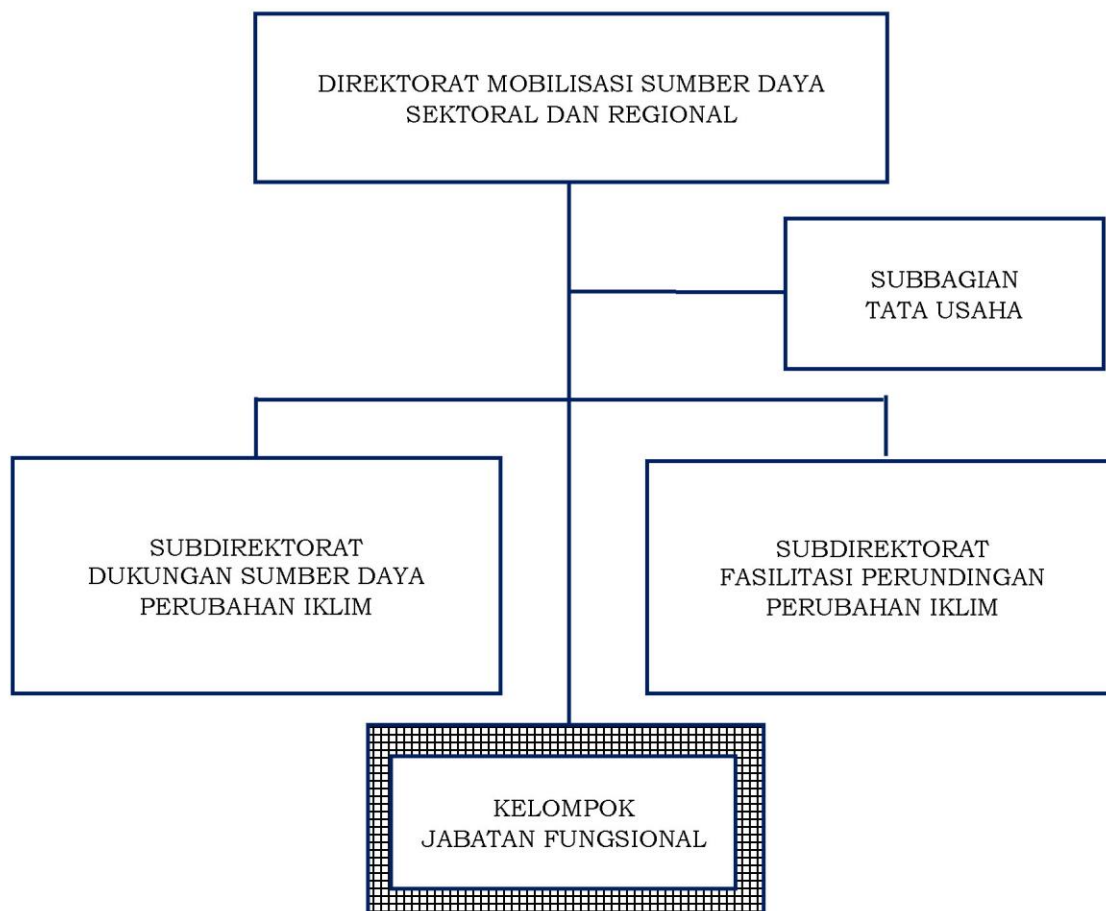 DIREKTORAT MOBILISASI SUMBER DAYA
SEKTORAL DAN REGIONAL
SUBBAGIAN
TATA USAHA
SUBDIREKTORAT
DUKUNGAN SUMBER DAYA
PERUBAHAN IKLIM
SUBDIREKTORAT
FASILITASI PERUNDINGAN
PERUBAHAN IKLIM
KELOMPOK
JABATAN FUNGSIONAL